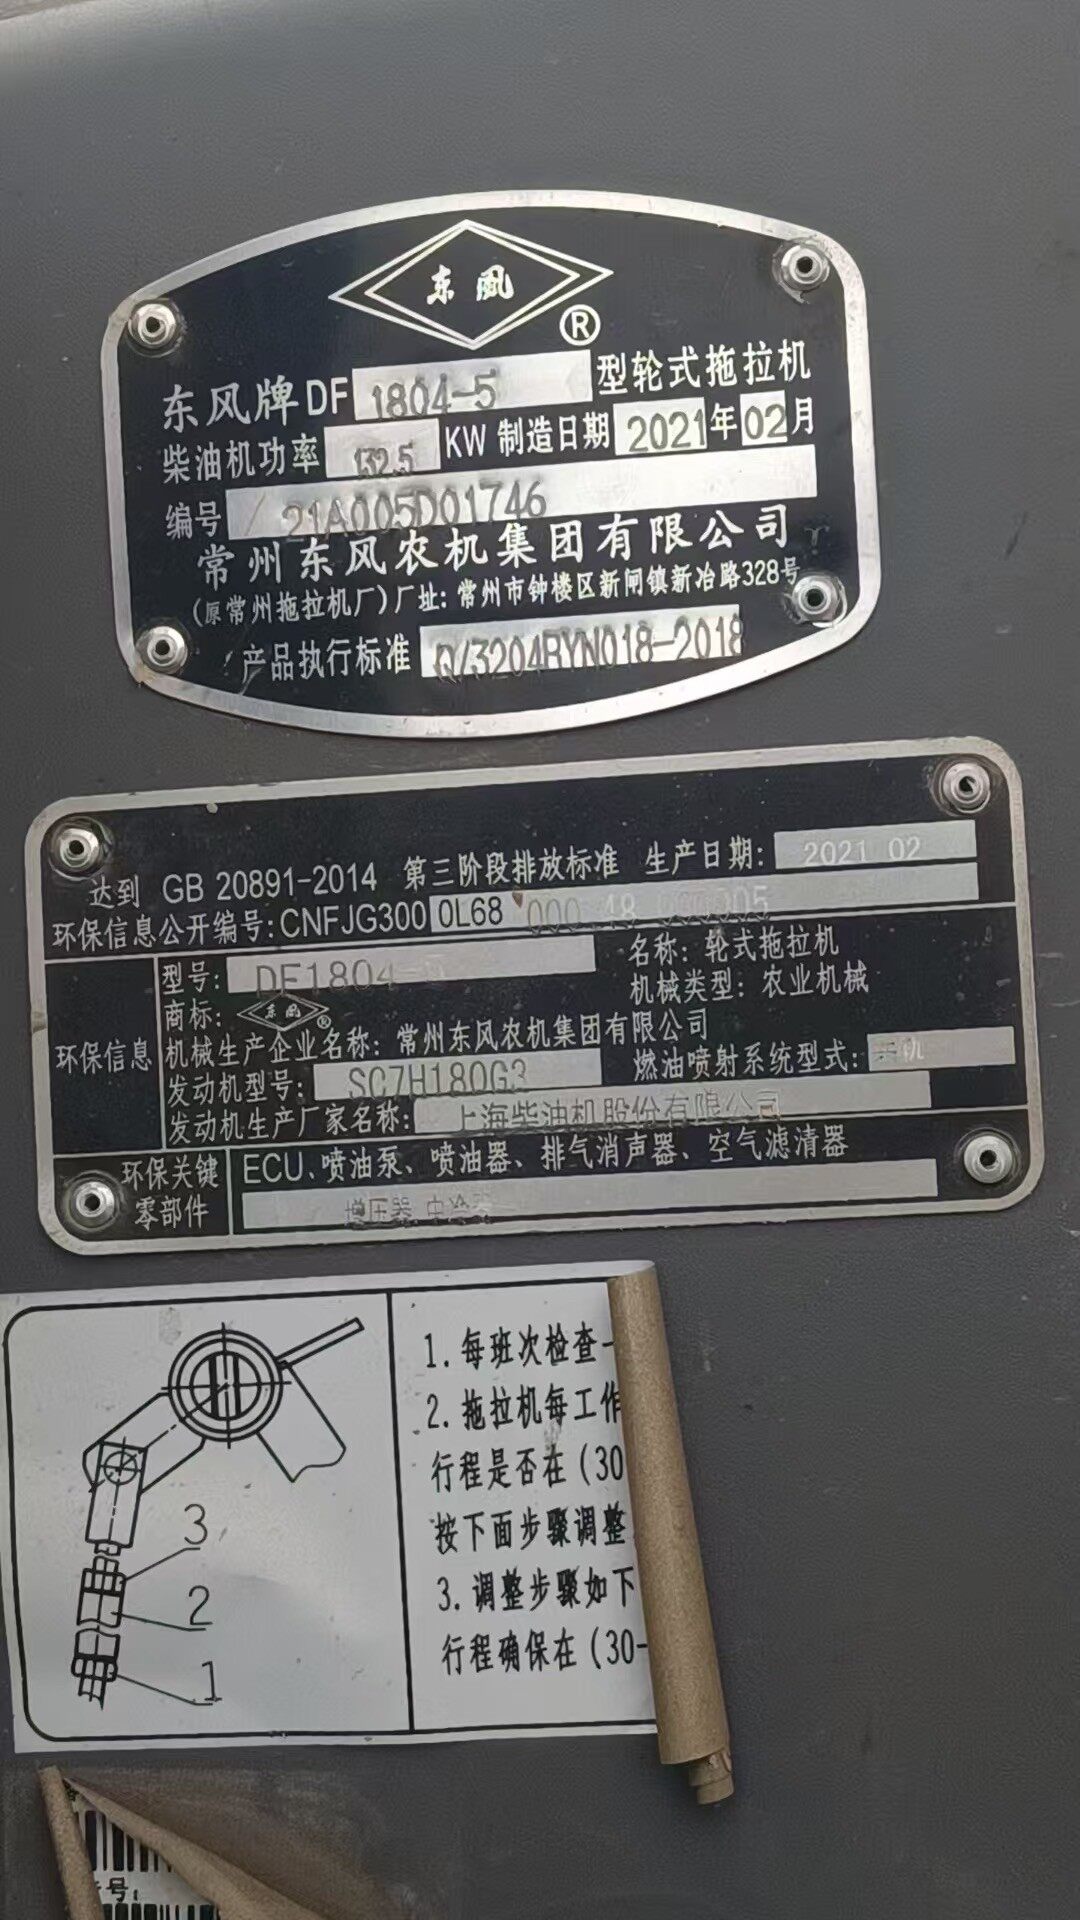 东风
®
东风牌DF 1804-5 型轮式拖拉机
柴油机功率 132.5 KW 制造日期 2021年02月
编号 21A005D01746
常州东风农机集团有限公司
(原常州拖拉机厂)厂址:常州市钟楼区新闸镇新冶路328号
产品执行标准 Q/3204RYN018-2018
达到 GB 20891-2014 第三阶段排放标准 生产日期: 2021 02
环保信息公开编号:CNFJG300 0L68
环保信息
型号: DF1804-
名称: 轮式拖拉机
商标: 东风®
机械类型: 农业机械
机械生产企业名称: 常州东风农机集团有限公司
发动机型号: SC7H180G3
燃油喷射系统型式:
发动机生产厂家名称: 上海柴油机股份有限公司
环保关键
零部件
ECU、喷油泵、喷油器、排气消声器、空气滤清器
增压器,中冷器
3
2
1
1.每班次检查
2.拖拉机每工作
行程是否在(30
按下面步骤调整
3.调整步骤如下
行程确保在(30-
号: